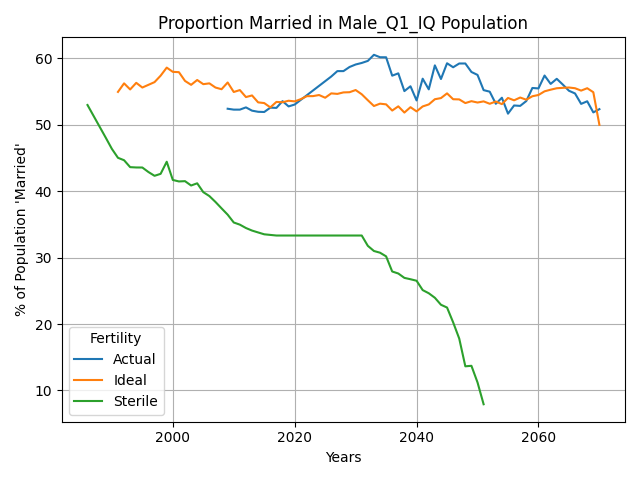 Proportion Married in Male_Q1_IQ Population
% of Population 'Married'
60
50
40
30
20
10
Fertility
Actual
Ideal
Sterile
2000 2020 2040 2060
Years